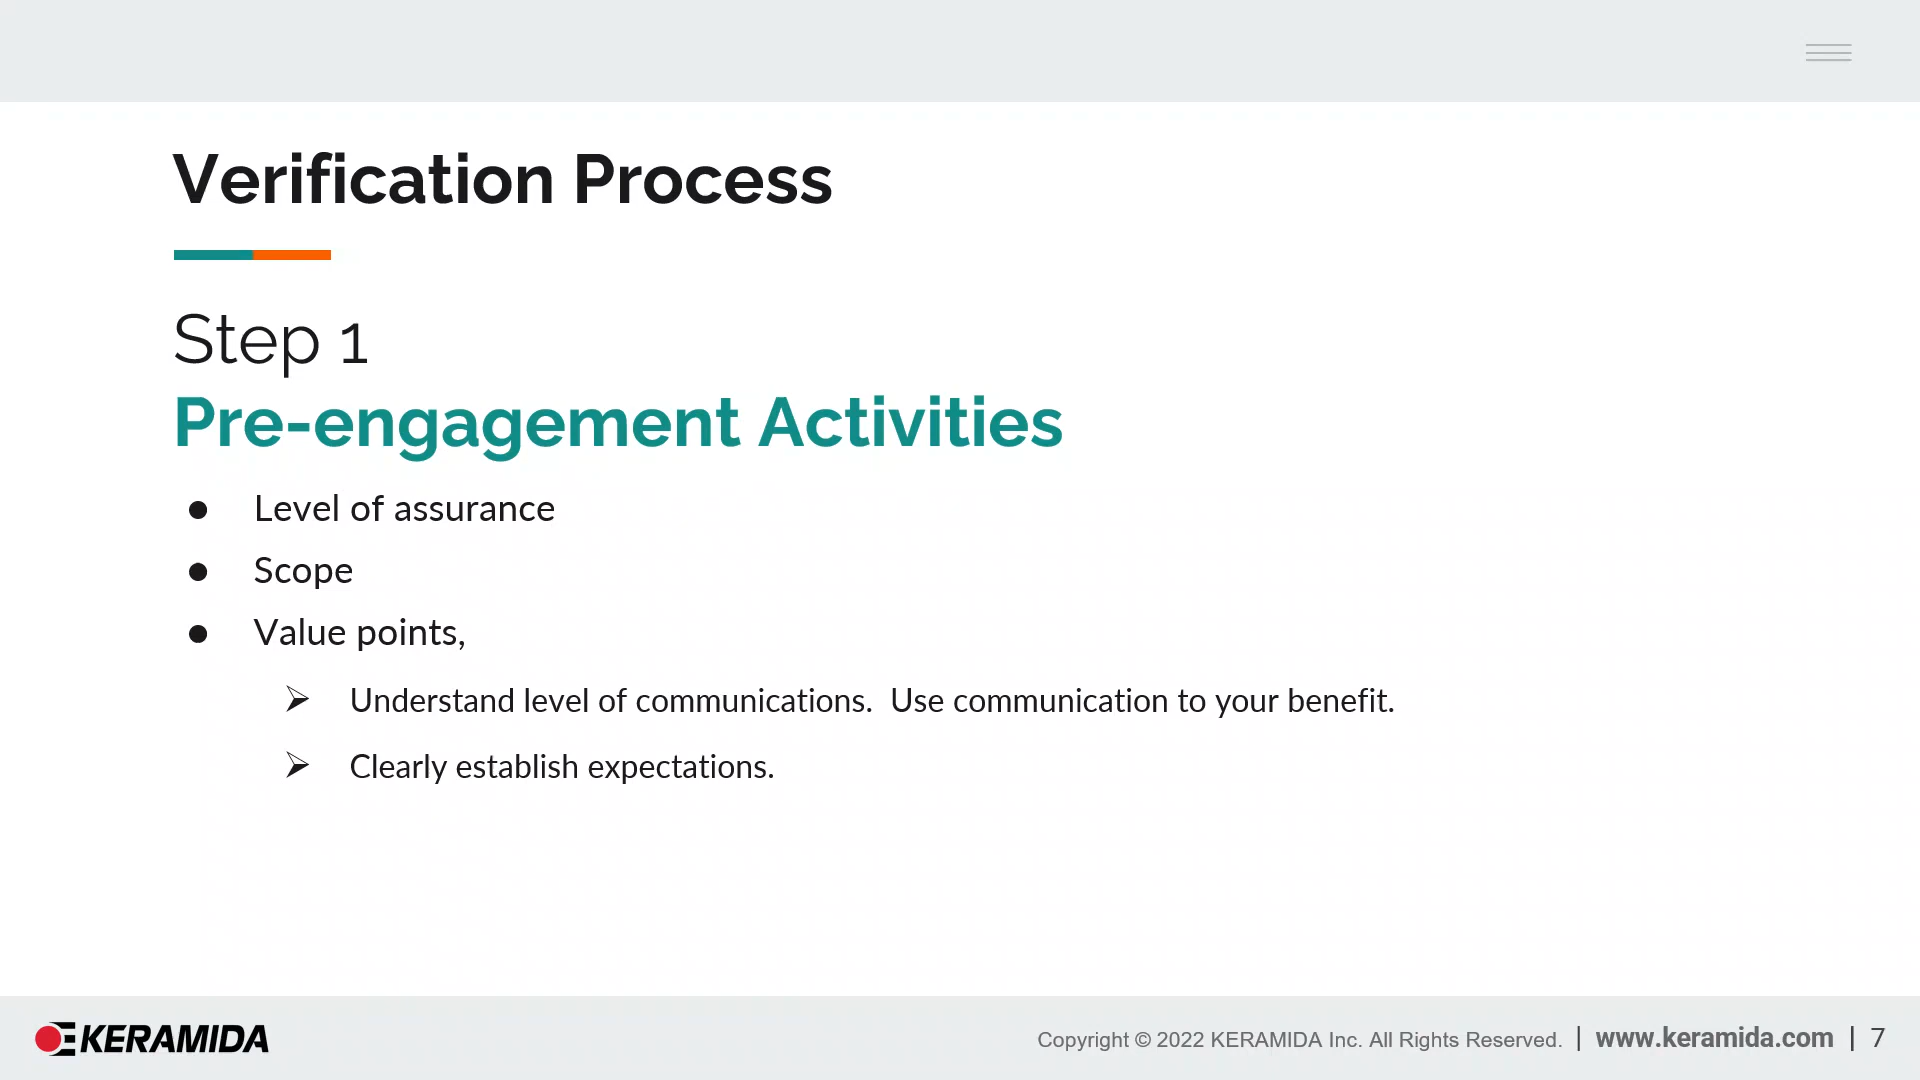 Verification Process
Step 1
Pre-engagement Activities
● Level of assurance
● Scope
● Value points,
➢ Understand level of communications.  Use communication to your benefit.
➢ Clearly establish expectations.
KERAMIDA
Copyright © 2022 KERAMIDA Inc. All Rights Reserved. | www.keramida.com | 7